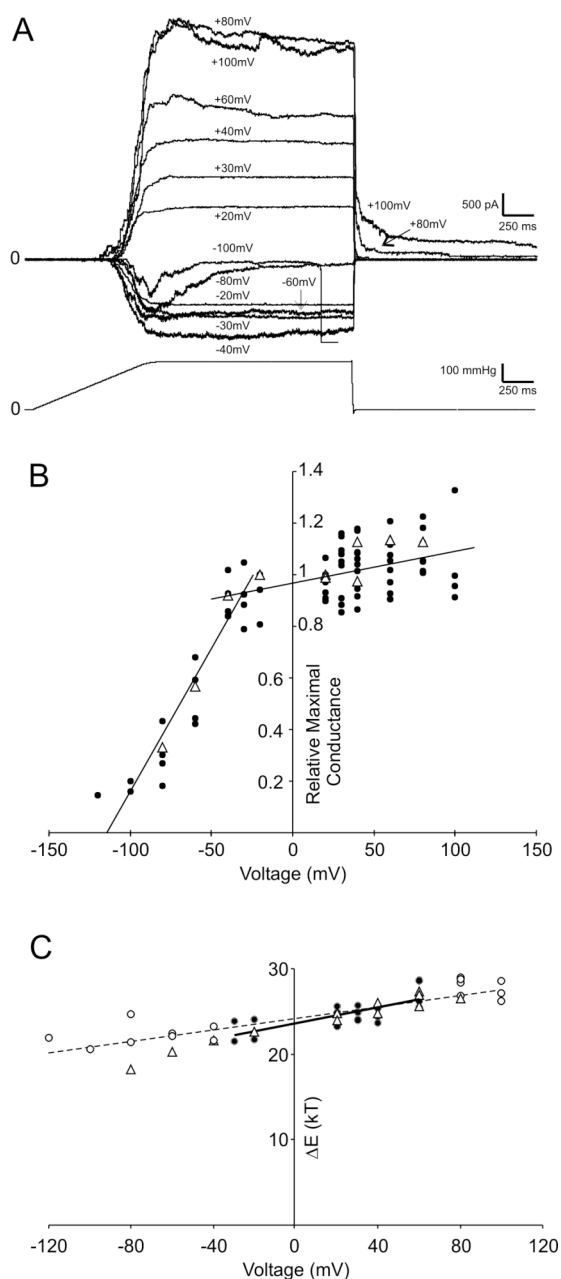 A
+80mV
+100mV
+60mV
+40mV
+30mV
+20mV
+100mV
+80mV
500 pA
250 ms
0
-100mV
-80mV
-60mV
-20mV
-30mV
-40mV
100 mmHg
250 ms
0
B
1.4
1.2
1
0.8
0.6
0.4
0.2
Relative Maximal
Conductance
-150 -100 -50 0 50 100 150
Voltage (mV)
C
30
20
10
ΔE (kT)
-120 -80 -40 0 40 80 120
Voltage (mV)